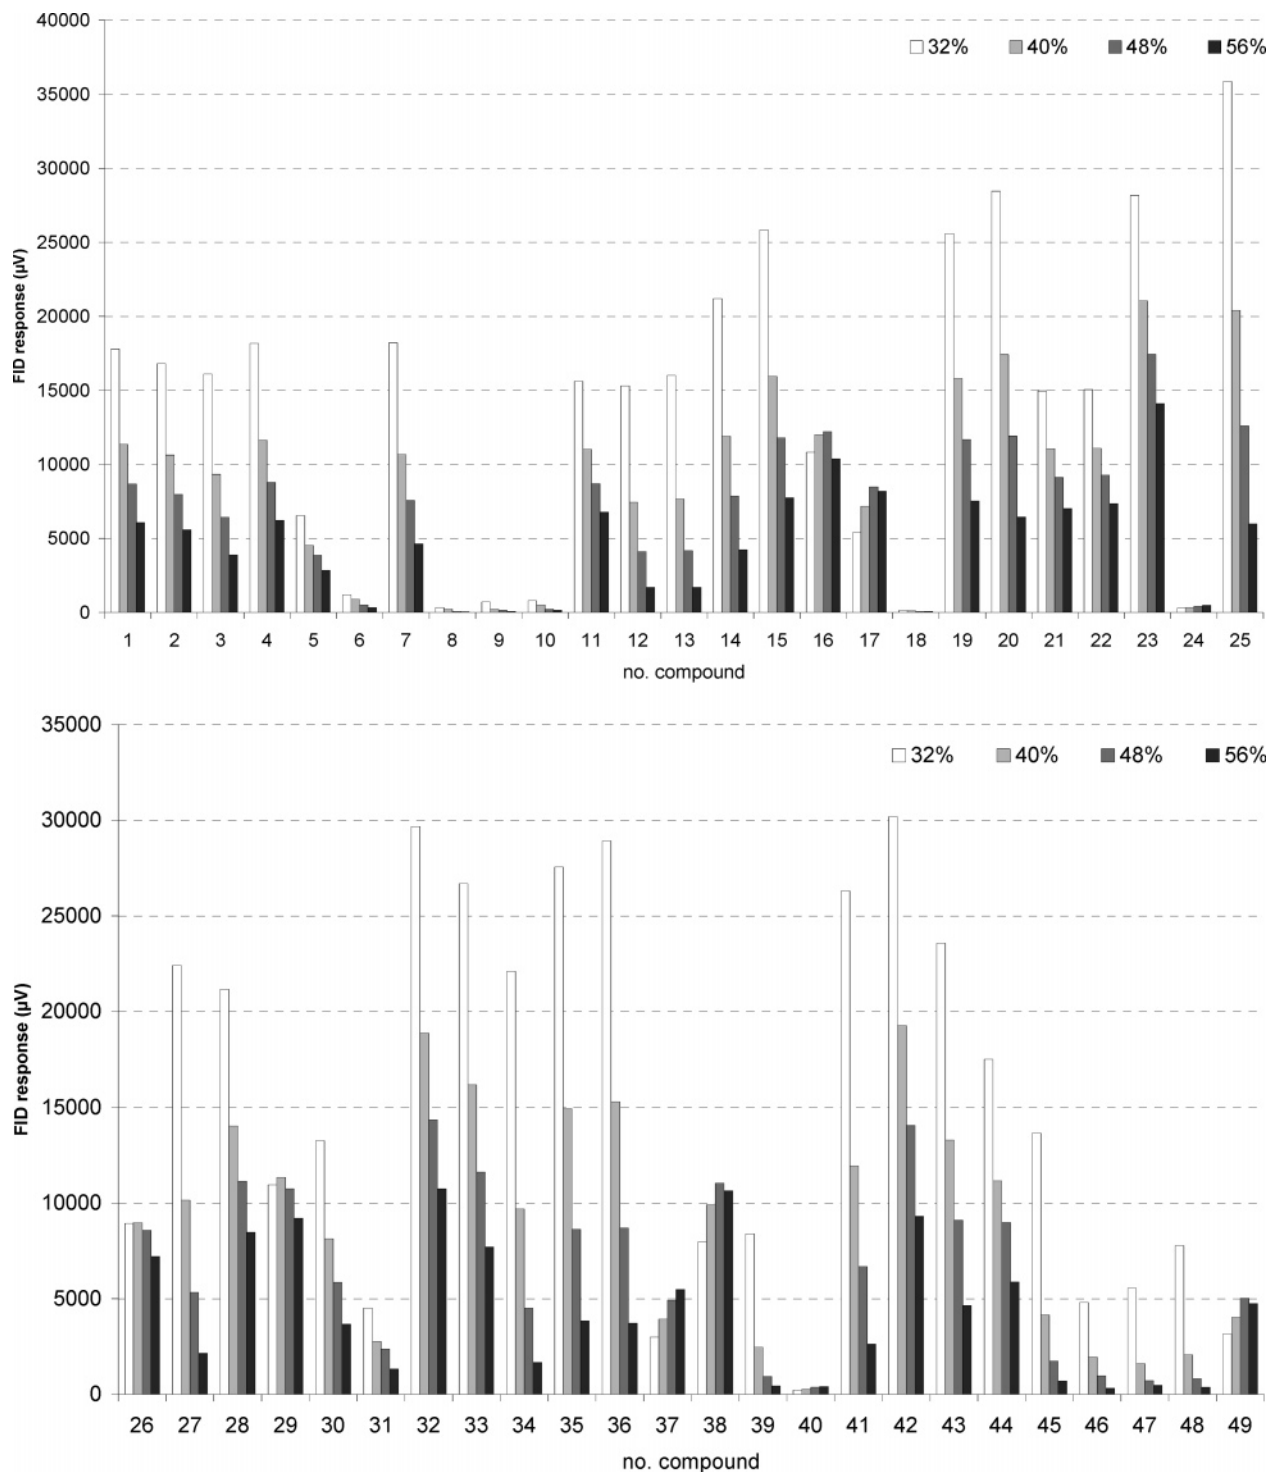 40000
32% 40% 48% 56%
35000
30000
25000
20000
15000
10000
5000
0
FID response (µV)
1 2 3 4 5 6 7 8 9 10 11 12 13 14 15 16 17 18 19 20 21 22 23 24 25
no. compound
35000
32% 40% 48% 56%
30000
25000
20000
15000
10000
5000
0
FID response (µV)
26 27 28 29 30 31 32 33 34 35 36 37 38 39 40 41 42 43 44 45 46 47 48 49
no. compound